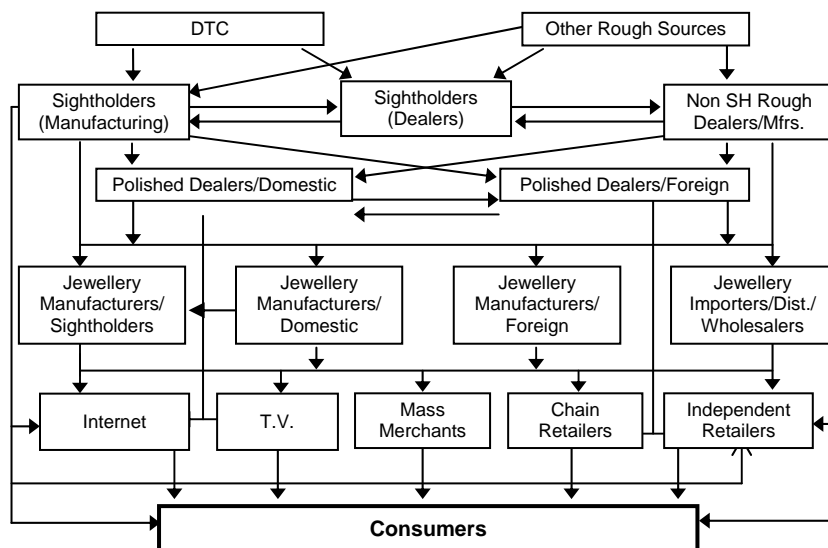 DTC
Other Rough Sources
Sightholders
(Manufacturing)
Sightholders
(Dealers)
Non SH Rough
Dealers/Mfrs.
Polished Dealers/Domestic
Polished Dealers/Foreign
Jewellery
Manufacturers/
Sightholders
Jewellery
Manufacturers/
Domestic
Jewellery
Manufacturers/
Foreign
Jewellery
Importers/Dist./
Wholesalers
Internet
T.V.
Mass
Merchants
Chain
Retailers
Independent
Retailers
Consumers